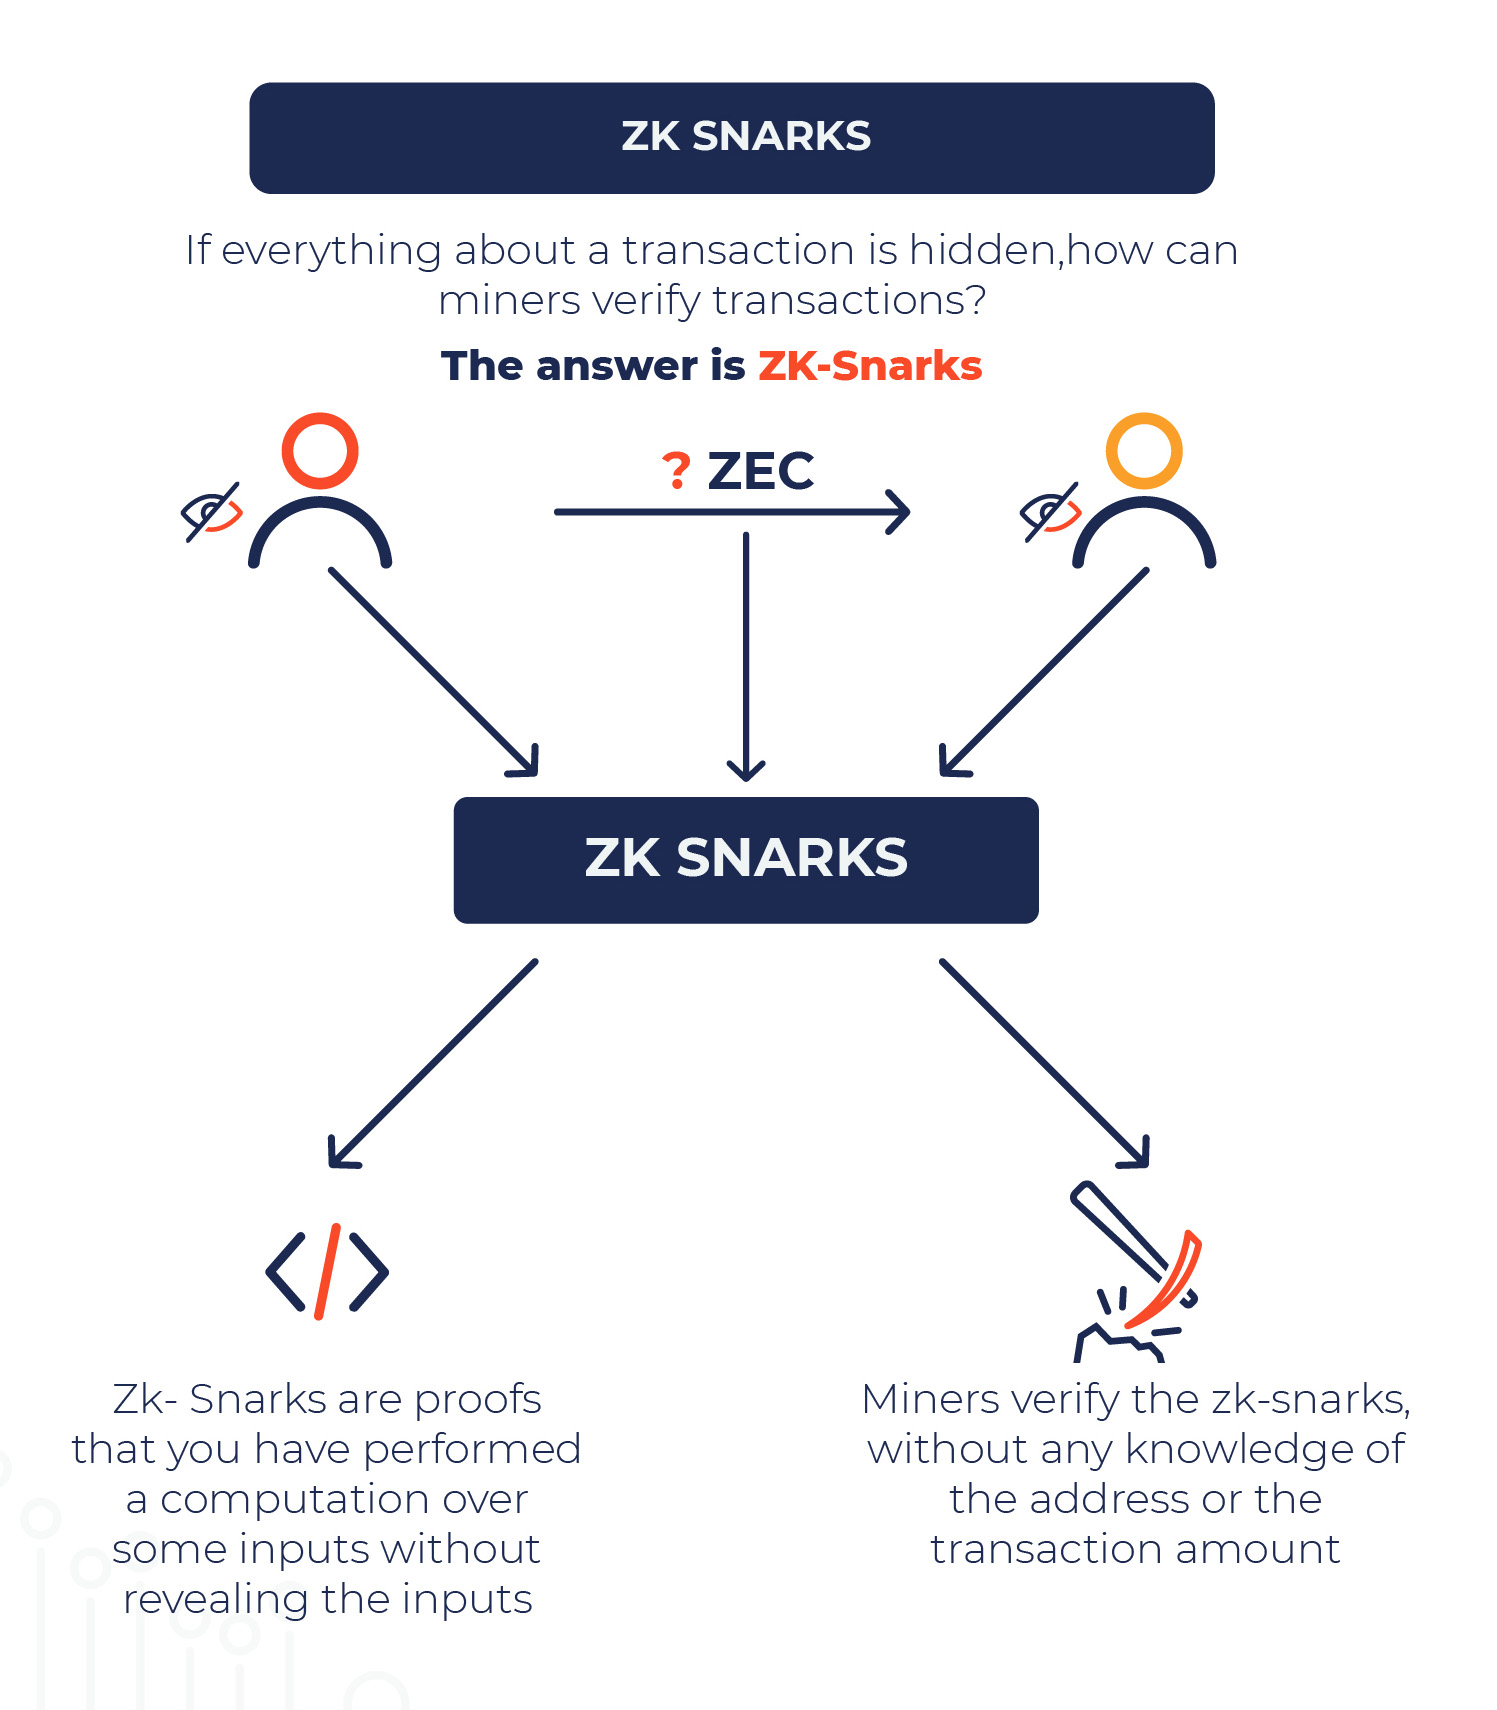 ZK SNARKS
If everything about a transaction is hidden,how can
miners verify transactions?
The answer is ZK-Snarks
? ZEC
ZK SNARKS
Zk- Snarks are proofs
that you have performed
a computation over
some inputs without
revealing the inputs
Miners verify the zk-snarks,
without any knowledge of
the address or the
transaction amount